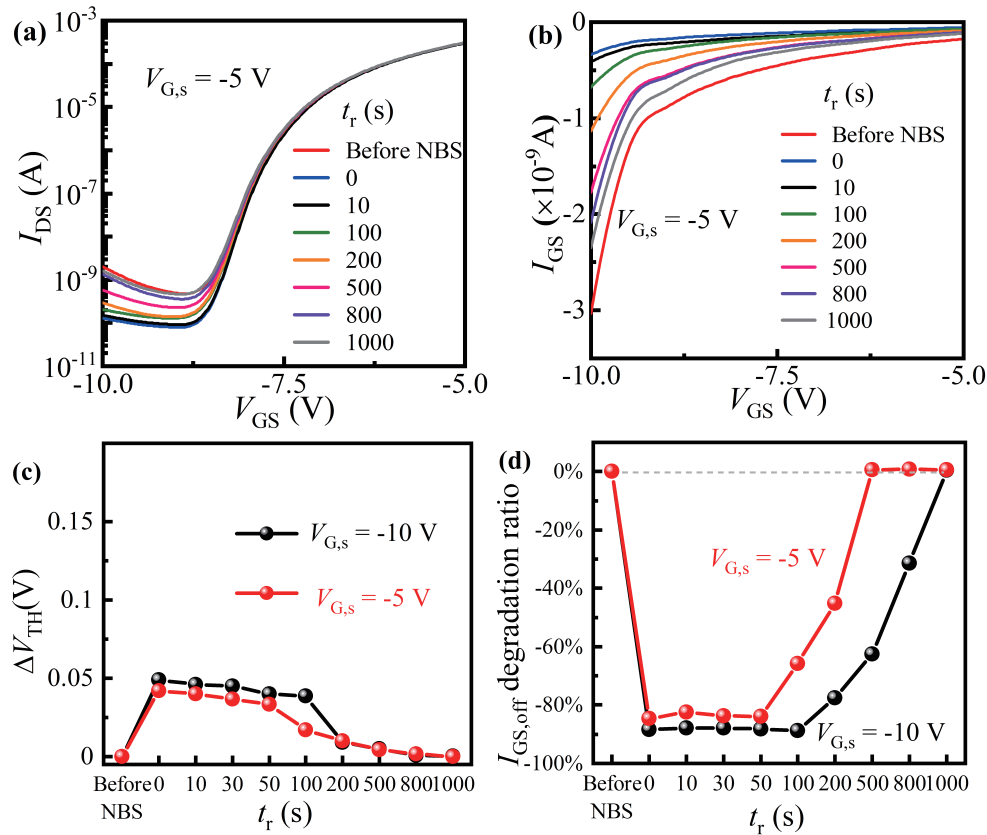 (a)
V_G,s = -5 V
t_r (s)
Before NBS
0
10
100
200
500
800
1000
10^-3
10^-5
10^-7
10^-9
10^-11
I_DS (A)
-10.0
-7.5
-5.0
V_GS (V)
(b)
V_G,s = -5 V
t_r (s)
Before NBS
0
10
100
200
500
800
1000
-0
-1
-2
-3
I_GS (×10^-9A)
-10.0
-7.5
-5.0
V_GS (V)
(c)
V_G,s = -10 V
V_G,s = -5 V
0.15
0.1
0.05
0
ΔV_TH(V)
Before 0 10 30 50 100 200 500 800 1000
NBS
t_r (s)
(d)
V_G,s = -5 V
V_G,s = -10 V
0%
-20%
-40%
-60%
-80%
-100%
I_GS,off degradation ratio
Before 0 10 30 50 100 200 500 800 1000
NBS
t_r (s)